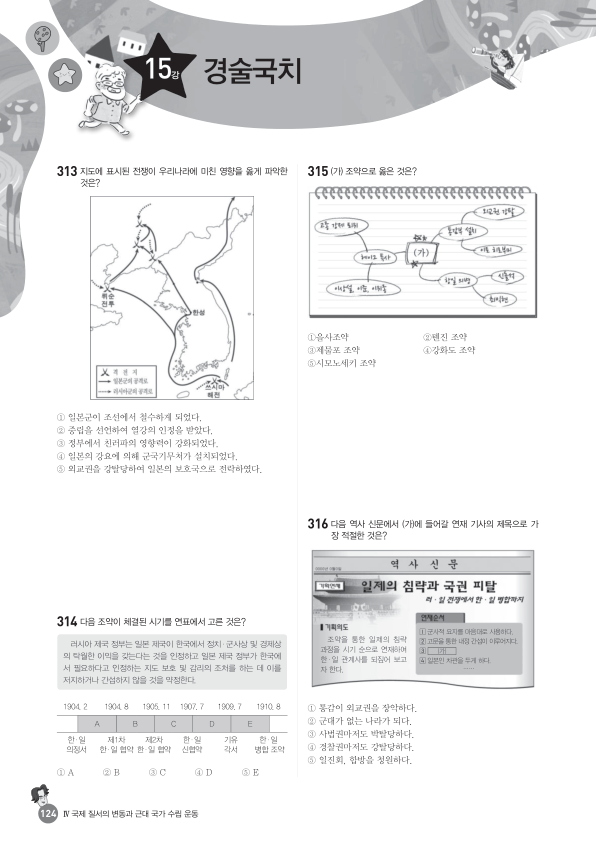 15강 경술국치
313 지도에 표시된 전쟁이 우리나라에 미친 영향을 옳게 파악한
것은?
뤼순
전투
한성
쓰시마
해전
격 전 지
일본군의 공격로
러시아군의 공격로
① 일본군이 조선에서 철수하게 되었다.
② 중립을 선언하여 열강의 인정을 받았다.
③ 정부에서 친러파의 영향력이 강화되었다.
④ 일본의 강요에 의해 군국기무처가 설치되었다.
⑤ 외교권을 강탈당하여 일본의 보호국으로 전락하였다.
314 다음 조약이 체결된 시기를 연표에서 고른 것은?
러시아 제국 정부는 일본 제국이 한국에서 정치·군사상 및 경제상
의 탁월한 이익을 갖는다는 것을 인정하고 일본 제국 정부가 한국에
서 필요하다고 인정하는 지도 보호 및 감리의 조처를 하는 데 이를
저지하거나 간섭하지 않을 것을 약정한다.
1904. 2 1904. 8 1905. 11 1907. 7 1909. 7 1910. 8
A B C D E
한·일 제1차 제2차 한·일 기유 한·일
의정서 한·일 협약 한·일 협약 신협약 각서 병합 조약
① A ② B ③ C ④ D ⑤ E
315 (가) 조약으로 옳은 것은?
고종 강제 퇴위
헤이그 특사
이상설, 이준, 이위종
(가)
통감부 설치
외교권 강탈
이토 히로부미
항일 의병
신돌석
최익현
①을사조약 ②톈진 조약
③제물포 조약 ④강화도 조약
⑤시모노세키 조약
316 다음 역사 신문에서 (가)에 들어갈 연재 기사의 제목으로 가
장 적절한 것은?
역 사 신 문
기획연재 일제의 침략과 국권 피탈
러·일 전쟁에서 한·일 병합까지
기획의도
조약을 통한 일제의 침략
과정을 시기 순으로 연재하여
한·일 관계사를 되짚어 보고
자 한다.
연재순서
1 군사적 요지를 마음대로 사용하다.
2 고문을 통한 내정 간섭이 이루어지다.
3 (가)
4 일본인 차관을 두게 하다.
......
① 통감이 외교권을 장악하다.
② 군대가 없는 나라가 되다.
③ 사법권마저도 박탈당하다.
④ 경찰권마저도 강탈당하다.
⑤ 일진회, 합방을 청원하다.
124 Ⅳ 국제 질서의 변동과 근대 국가 수립 운동